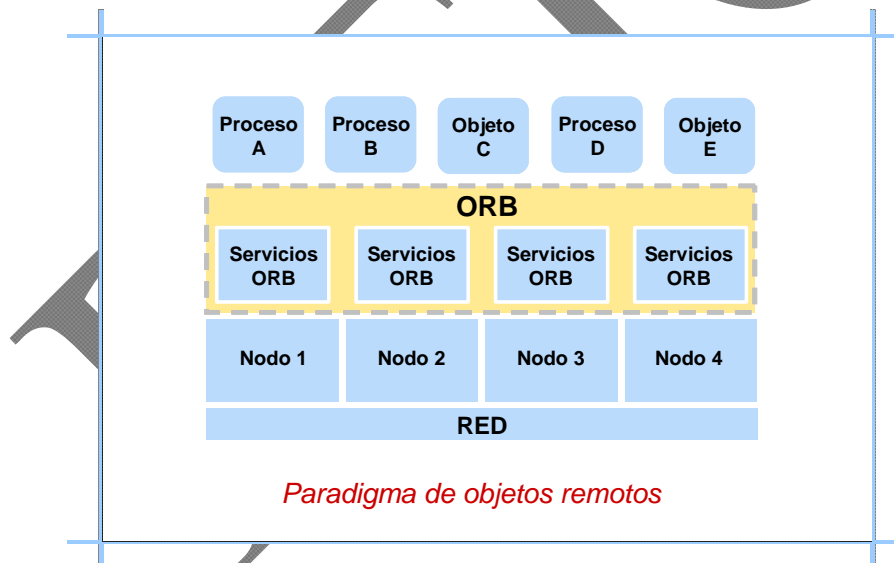 Proceso Proceso Objeto Proceso Objeto
A B C D E
ORB
Servicios Servicios Servicios Servicios
ORB ORB ORB ORB
Nodo 1 Nodo 2 Nodo 3 Nodo 4
RED
Paradigma de objetos remotos